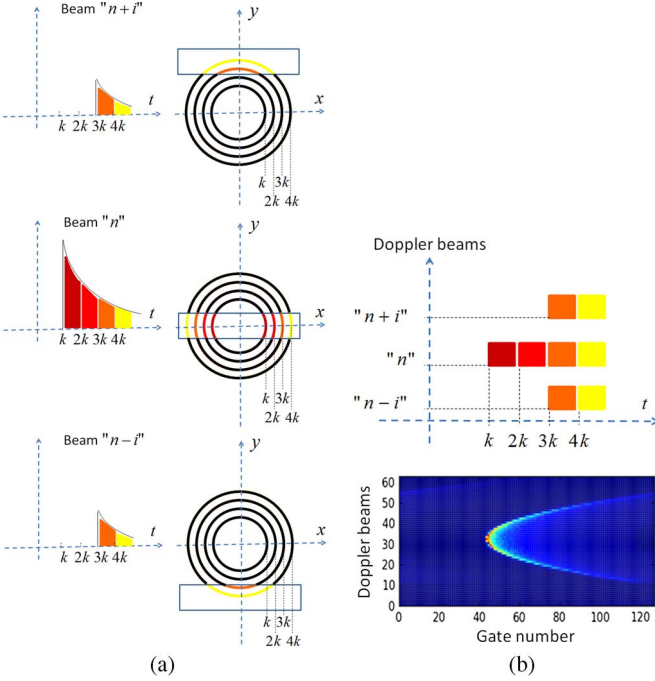 Beam "n+i"
y
t
x
k 2k 3k 4k
k 3k
2k 4k
Beam "n"
y
t
x
k 2k 3k 4k
k 3k
2k 4k
Beam "n−i"
y
t
x
k 2k 3k 4k
k 3k
2k 4k
(a)
Doppler beams
"n+i"
"n"
"n−i"
t
k 2k 3k 4k
Doppler beams
60
50
40
30
20
10
0
0 20 40 60 80 100 120
Gate number
(b)